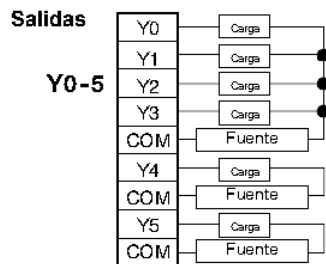 Salidas
Y0-5
Y0 Carga
Y1 Carga
Y2 Carga
Y3 Carga
COM Fuente
Y4 Carga
COM Fuente
Y5 Carga
COM Fuente